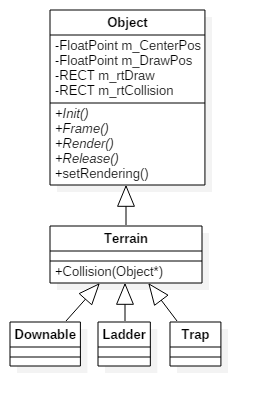 Object
-FloatPoint m_CenterPos
-FloatPoint m_DrawPos
-RECT m_rtDraw
-RECT m_rtCollision
+Init()
+Frame()
+Render()
+Release()
+setRendering()
Terrain
+Collision(Object*)
Downable
Ladder
Trap